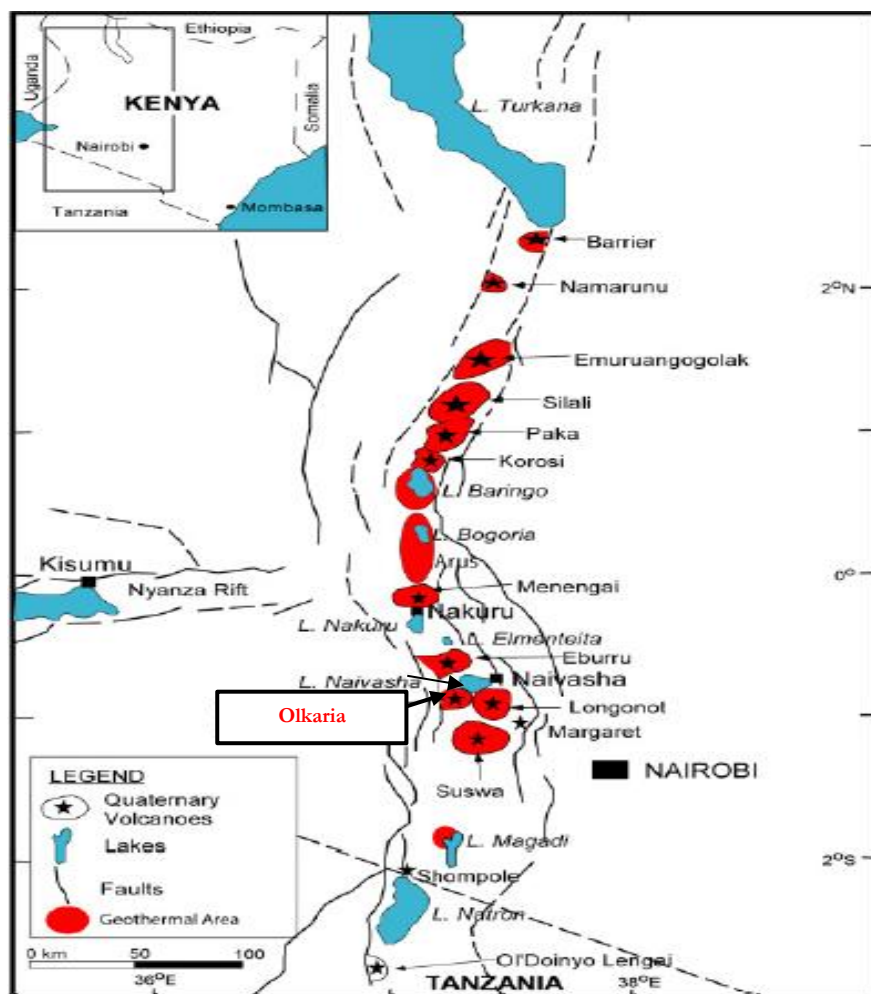 Ethiopia
Uganda
KENYA
Somalia
Nairobi
Tanzania
Mombasa
L. Turkana
Barrier
Namarunu
2°N
Emuruangogolak
Silali
Paka
Korosi
L. Baringo
L. Bogoria
Arus
Kisumu
Nyanza Rift
0°
Menengai
Nakuru
L. Nakuru
L. Elmenteita
Eburru
L. Naivasha
Naivasha
Olkaria
Longonot
Margaret
NAIROBI
Suswa
LEGEND
Quaternary
Volcanoes
Lakes
Faults
Geothermal Area
L. Magadi
2°S
Shompole
L. Natron
0 km 50 100
36°E
Ol'Doinyo Lengai
TANZANIA
38°E